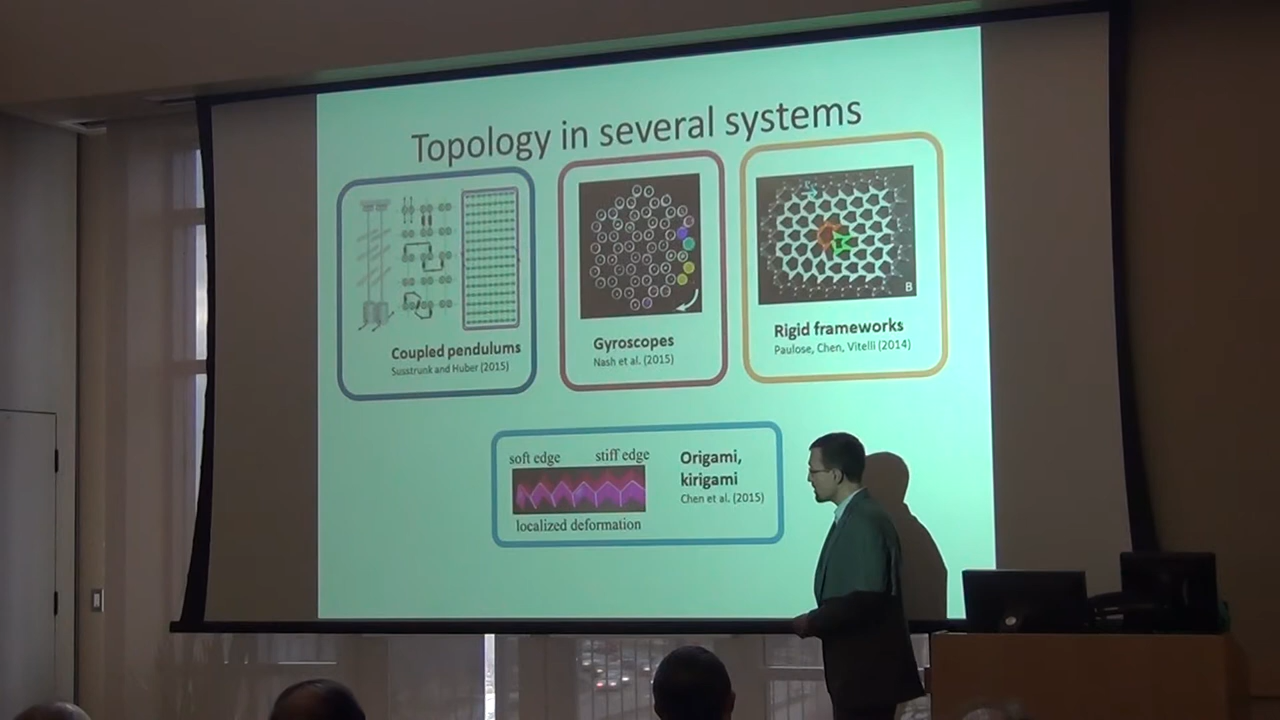 Topology in several systems
Coupled pendulums
Susstrunk and Huber (2015)
Gyroscopes
Nash et al. (2015)
B
Rigid frameworks
Paulose, Chen, Vitelli (2014)
soft edge
stiff edge
localized deformation
Origami,
kirigami
Chen et al. (2015)